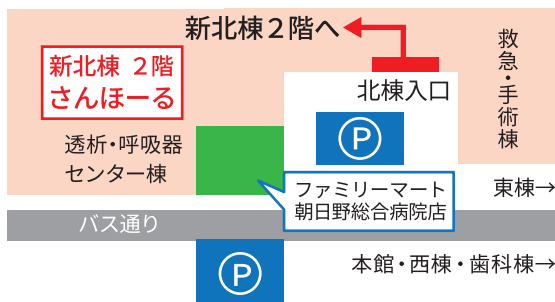 新北棟２階へ
新北棟 ２階
さんほーる
救急・手術棟
北棟入口
透析・呼吸器
センター棟
P
ファミリーマート
朝日野総合病院店
東棟→
バス通り
P
本館・西棟・歯科棟→